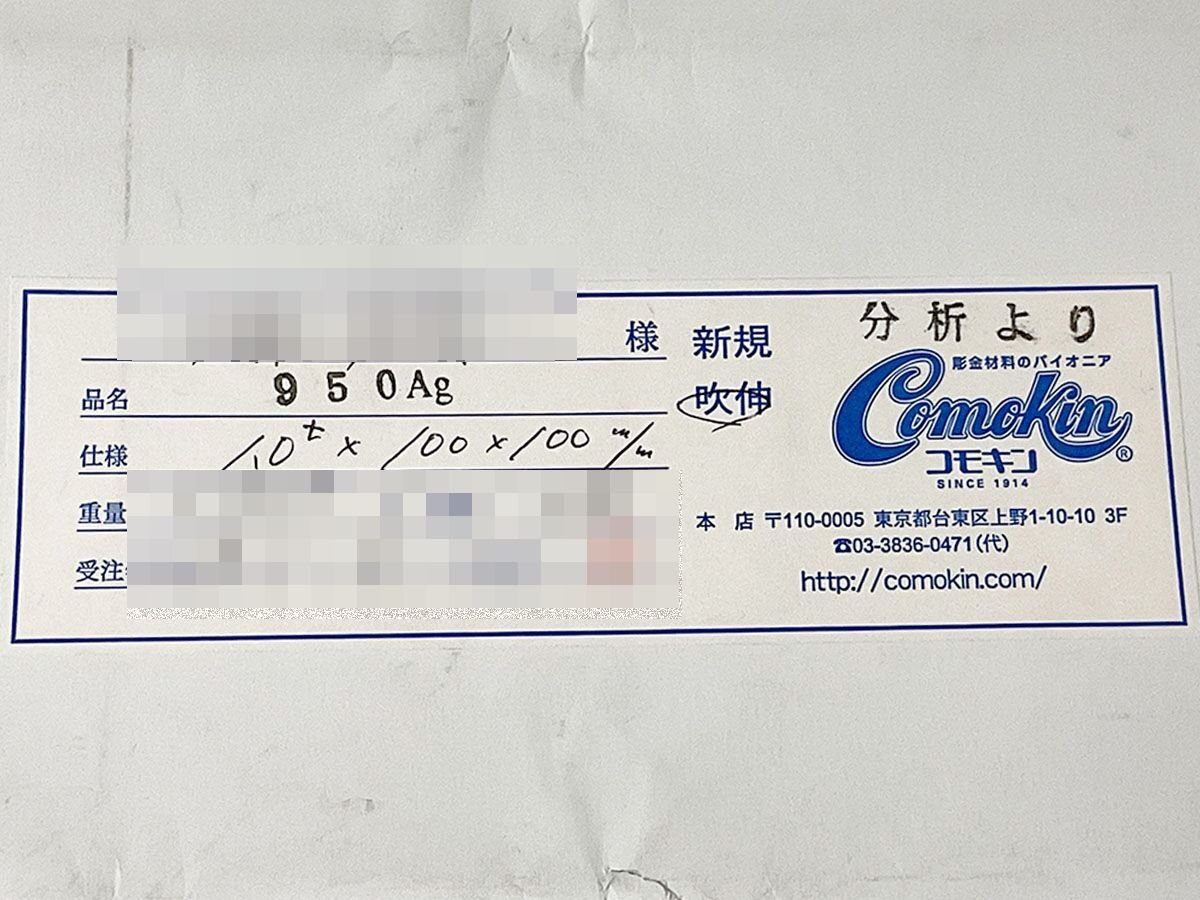 様
品名 950Ag
仕様 1.0t × 100 × 100 m/m
重量
受注
新規
吹伸
分析より
彫金材料のパイオニア
Comokin®
コモキン
SINCE 1914
本 店 〒110-0005 東京都台東区上野1-10-10 3F
☎03-3836-0471(代)
http://comokin.com/